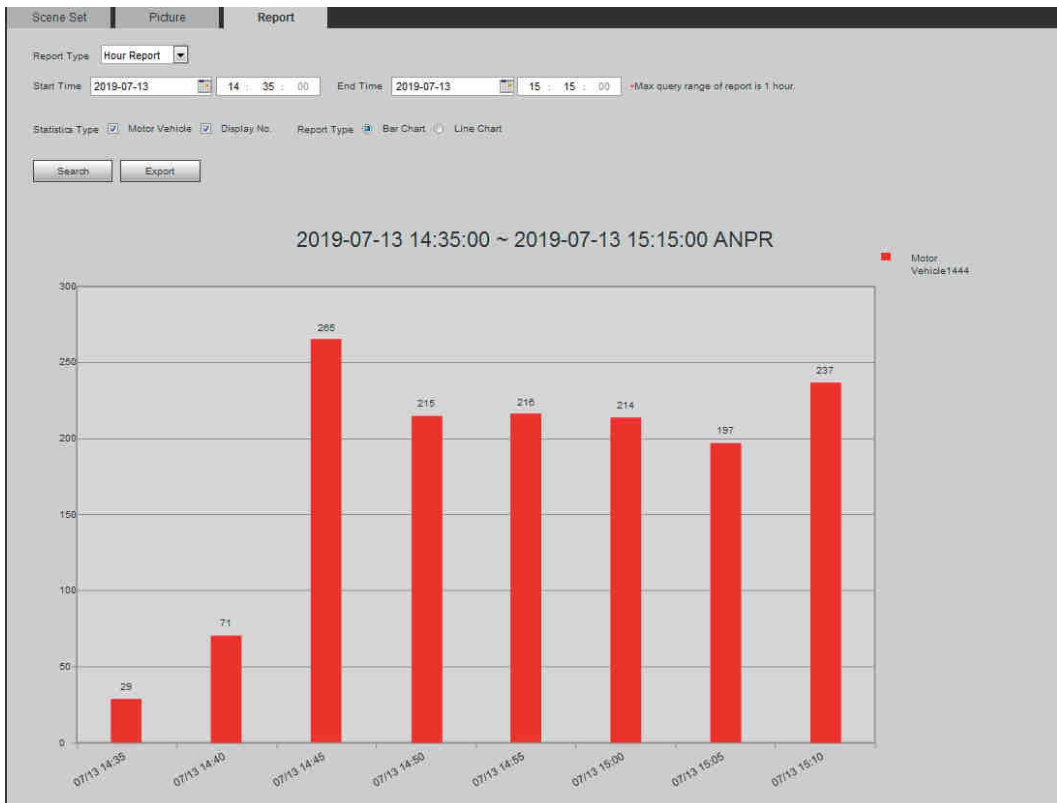 Scene Set Picture Report
Report Type Hour Report
Start Time 2019-07-13 14 : 35 : 00 End Time 2019-07-13 15 : 15 : 00 *Max query range of report is 1 hour.
Statistics Type Motor Vehicle Display No. Report Type Bar Chart Line Chart
Search Export
2019-07-13 14:35:00 ~ 2019-07-13 15:15:00 ANPR
Motor
Vehicle1444
300
265
250
237
215
216
214
200
197
150
100
71
50
29
0
07/13 14:35 07/13 14:40 07/13 14:45 07/13 14:50 07/13 14:55 07/13 15:00 07/13 15:05 07/13 15:10